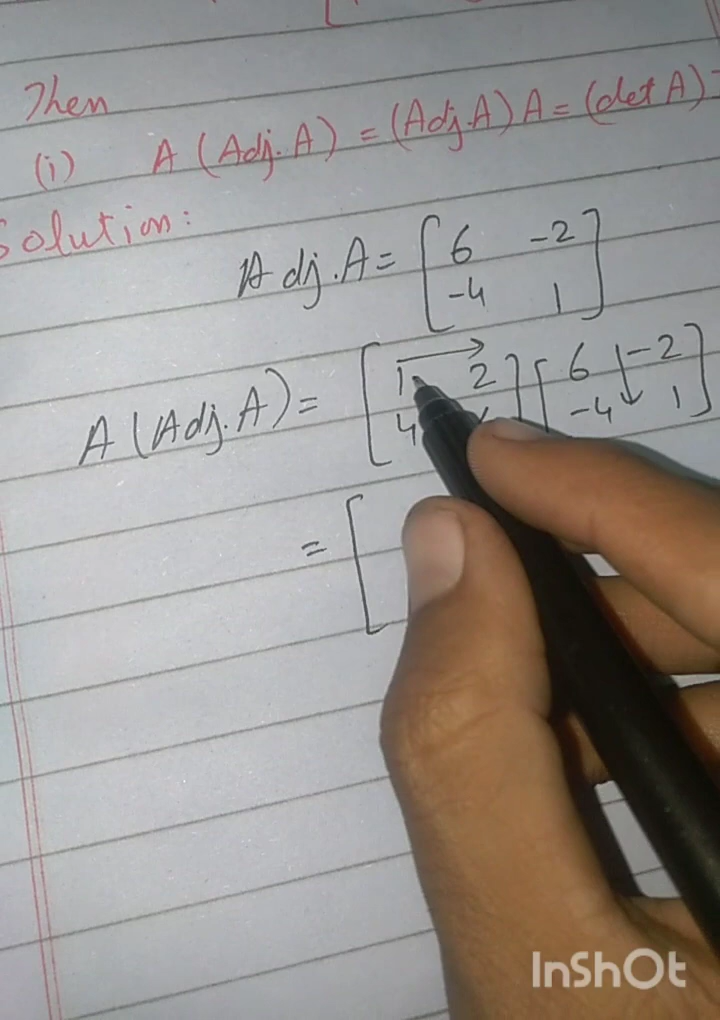 Then
(i) A (Adj.A) = (Adj.A) A = (det A)
Solution:
Adj.A = [6 -2
-4 1]
A (Adj.A) = [1 2] [6 -2]
4 -4 1
= [
InShOt